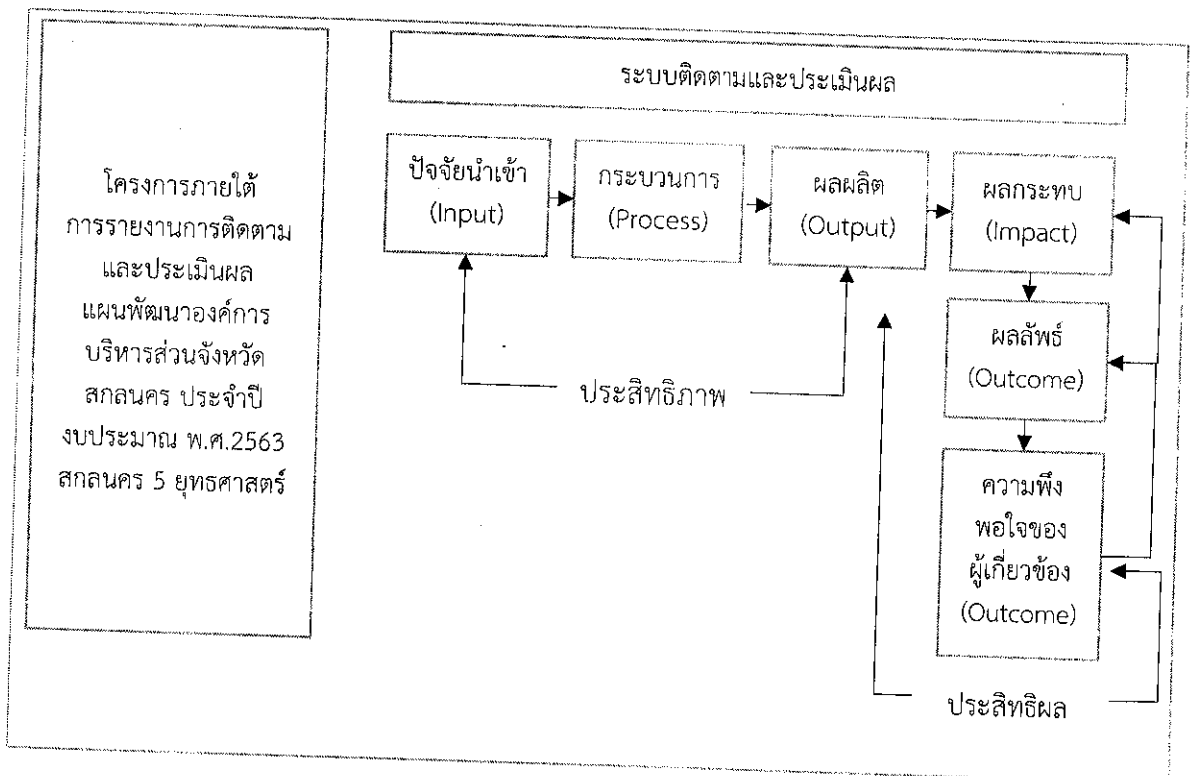 โครงการภายใต้
การรายงานการติดตาม
และประเมินผล
แผนพัฒนาองค์การ
บริหารส่วนจังหวัด
สกลนคร ประจำปี
งบประมาณ พ.ศ.2563
สกลนคร 5 ยุทธศาสตร์
ระบบติดตามและประเมินผล
ปัจจัยนำเข้า
(Input)
กระบวนการ
(Process)
ผลผลิต
(Output)
ผลกระทบ
(Impact)
ผลลัพธ์
(Outcome)
ประสิทธิภาพ
ความพึง
พอใจของ
ผู้เกี่ยวข้อง
(Outcome)
ประสิทธิผล